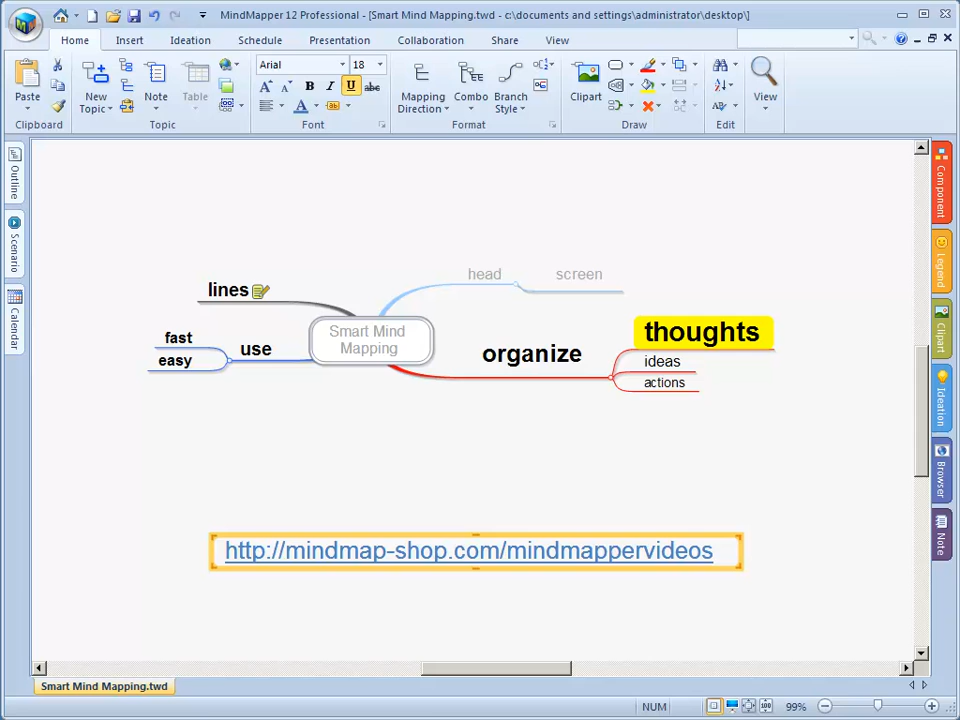 MindMapper 12 Professional - [Smart Mind Mapping.twd - c:\documents and settings\administrator\desktop\]
Home Insert Ideation Schedule Presentation Collaboration Share View
Arial 18
Paste New Topic Note Table B I U abc Mapping Direction Combo Branch Style Clipart View
Clipboard Topic Font Format Draw Edit
Outline
Scenario
Calendar
Component
Legend
Clipart
Ideation
Browser
Note
head screen
lines
Smart Mind
Mapping
fast
easy
use
organize
thoughts
ideas
actions
http://mindmap-shop.com/mindmappervideos
Smart Mind Mapping.twd
NUM 99%